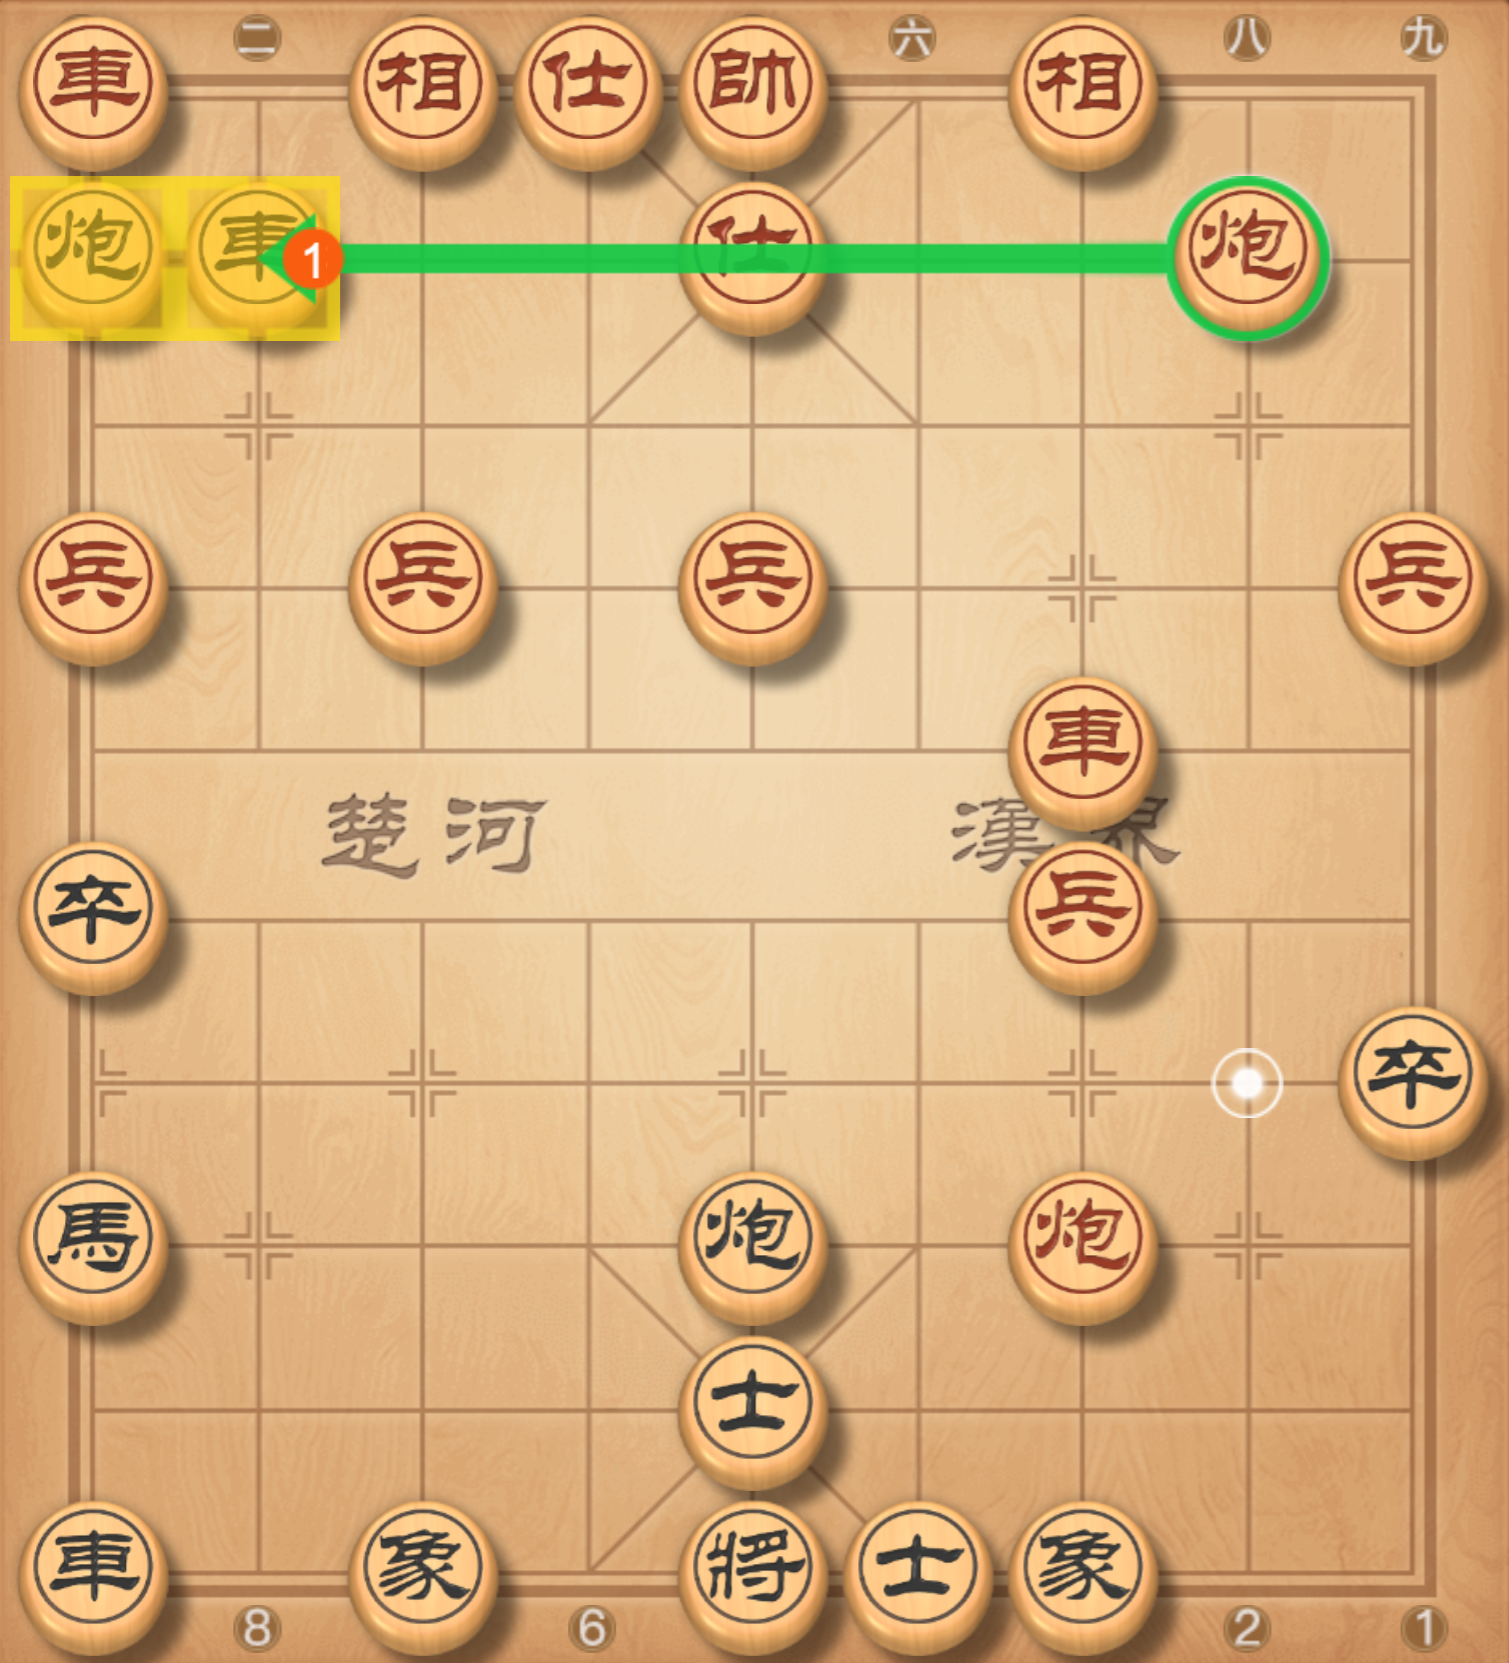 二 六 八 九
車 相 仕 帥 相
炮 車 1 仕 炮
兵 兵 兵 兵
車
楚河 漢界
卒 兵
卒
馬 炮 炮
士
車 象 將 士 象
8 6 2 1